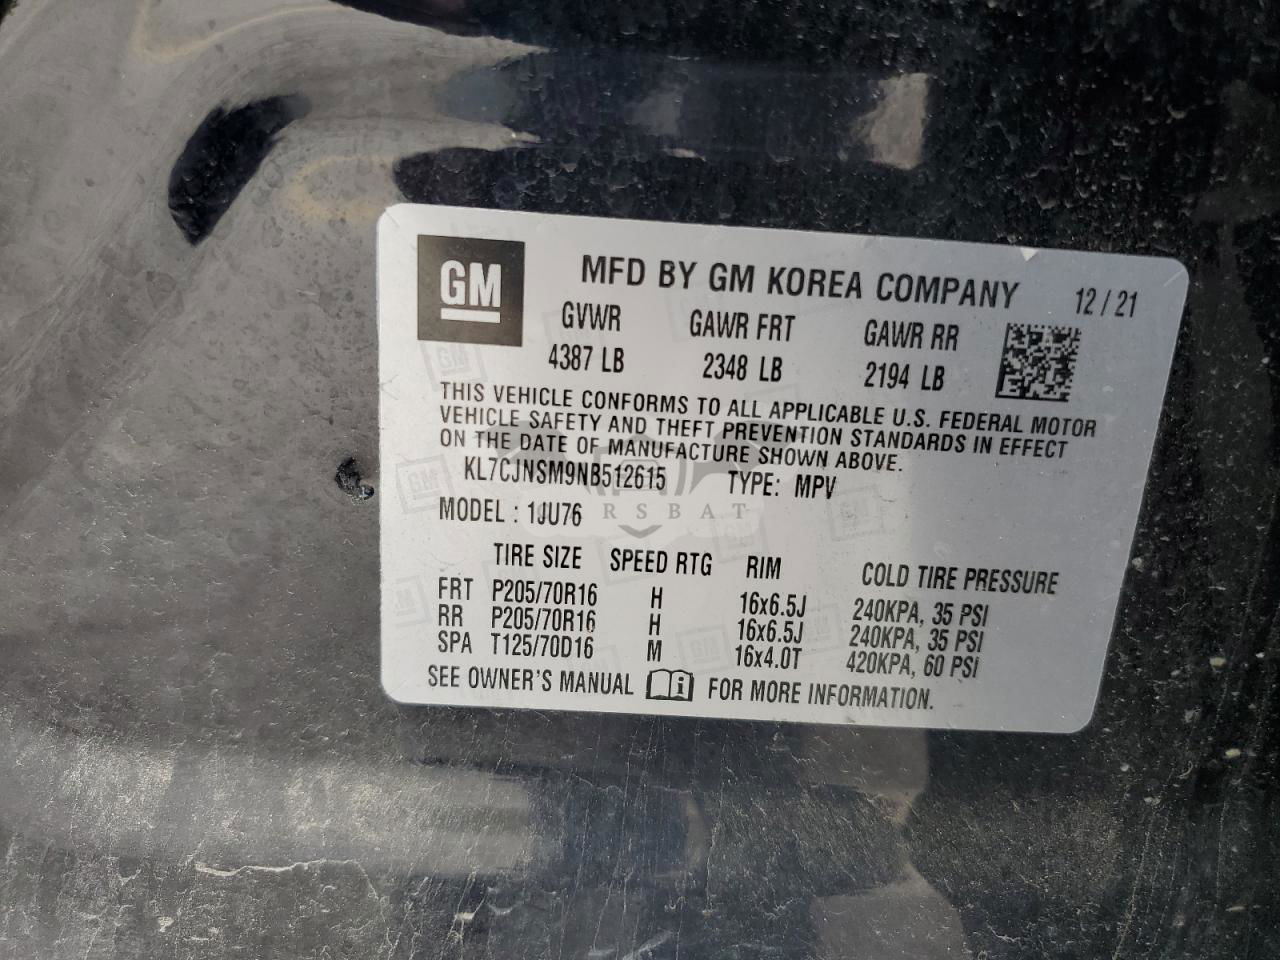 GM MFD BY GM KOREA COMPANY 12/21
GVWR GAWR FRT GAWR RR
4387 LB 2348 LB 2194 LB
THIS VEHICLE CONFORMS TO ALL APPLICABLE U.S. FEDERAL MOTOR
VEHICLE SAFETY AND THEFT PREVENTION STANDARDS IN EFFECT
ON THE DATE OF MANUFACTURE SHOWN ABOVE.
KL7CJNSM9NB512615 TYPE: MPV
MODEL : 1JU76
TIRE SIZE SPEED RTG RIM COLD TIRE PRESSURE
FRT P205/70R16 H 16x6.5J 240KPA, 35 PSI
RR P205/70R16 H 16x6.5J 240KPA, 35 PSI
SPA T125/70D16 M 16x4.0T 420KPA, 60 PSI
SEE OWNER'S MANUAL i FOR MORE INFORMATION.